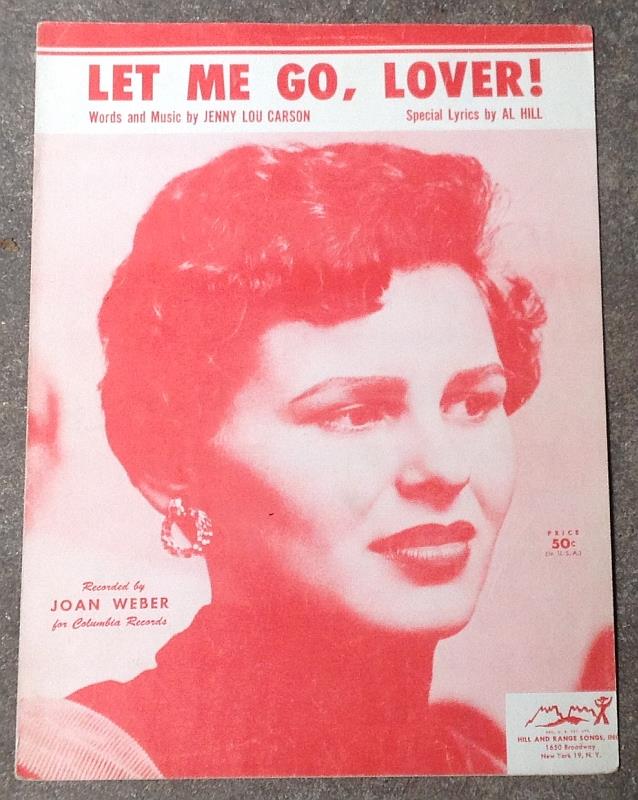 LET ME GO, LOVER!
Words and Music by JENNY LOU CARSON
Special Lyrics by AL HILL
PRICE
50c
(In U.S.A.)
Recorded by
JOAN WEBER
for Columbia Records
HILL AND RANGE SONGS, INC
1650 Broadway
New York 19, N. Y.